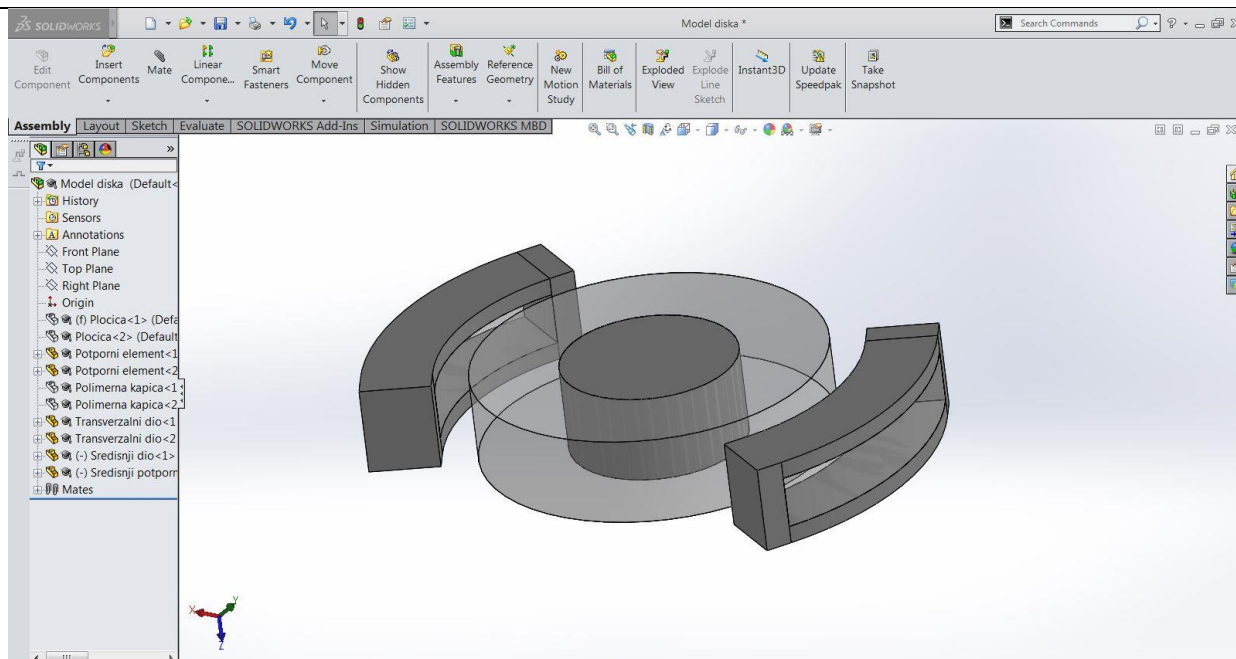 SOLIDWORKS
Model diska *
Search Commands
Edit Component
Insert Components
Mate
Linear Compone...
Smart Fasteners
Move Component
Show Hidden Components
Assembly Features
Reference Geometry
New Motion Study
Bill of Materials
Exploded View
Explode Line Sketch
Instant3D
Update Speedpak
Take Snapshot
Assembly Layout Sketch Evaluate SOLIDWORKS Add-Ins Simulation SOLIDWORKS MBD
Model diska (Default<
History
Sensors
Annotations
Front Plane
Top Plane
Right Plane
Origin
(f) Plocica<1> (Defa
Plocica<2> (Default
Potporni element<1
Potporni element<2
Polimerna kapica<1
Polimerna kapica<2
Transverzalni dio<1
Transverzalni dio<2
(-) Sredisnji dio<1>
(-) Sredisnji potporn
Mates
X
Y
Z